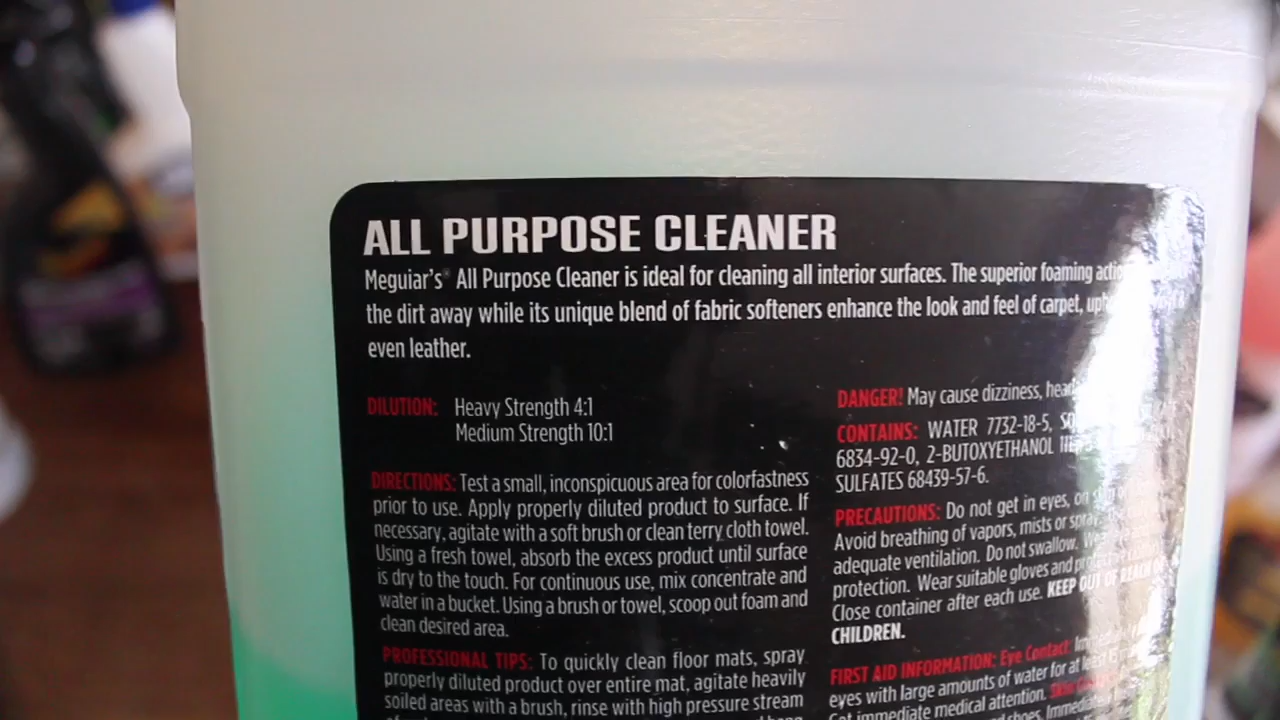 ALL PURPOSE CLEANER
Meguiar's® All Purpose Cleaner is ideal for cleaning all interior surfaces. The superior foaming
the dirt away while its unique blend of fabric softeners enhance the look and feel of carpet,
even leather.
DILUTION: Heavy Strength 4:1
Medium Strength 10:1
DIRECTIONS: Test a small, inconspicuous area for colorfastness
prior to use. Apply properly diluted product to surface. If
necessary, agitate with a soft brush or clean terry cloth towel.
Using a fresh towel, absorb the excess product until surface
is dry to the touch. For continuous use, mix concentrate and
water in a bucket. Using a brush or towel, scoop out foam and
clean desired area.
PROFESSIONAL TIPS: To quickly clean floor mats, spray
properly diluted product over entire mat, agitate heavily
soiled areas with a brush, rinse with high pressure stream
DANGER! May cause dizziness,
CONTAINS: WATER 7732-18-5,
6834-92-0, 2-BUTOXYETHANOL
SULFATES 68439-57-6.
PRECAUTIONS: Do not get in eyes, on
Avoid breathing of vapors, mists or spray.
adequate ventilation. Do not swallow.
protection. Wear suitable gloves and
Close container after each use. KEEP OUT OF REACH OF
CHILDREN.
FIRST AID INFORMATION: Eye Contact:
eyes with large amounts of water for at least
Get immediate medical attention.
shoes.